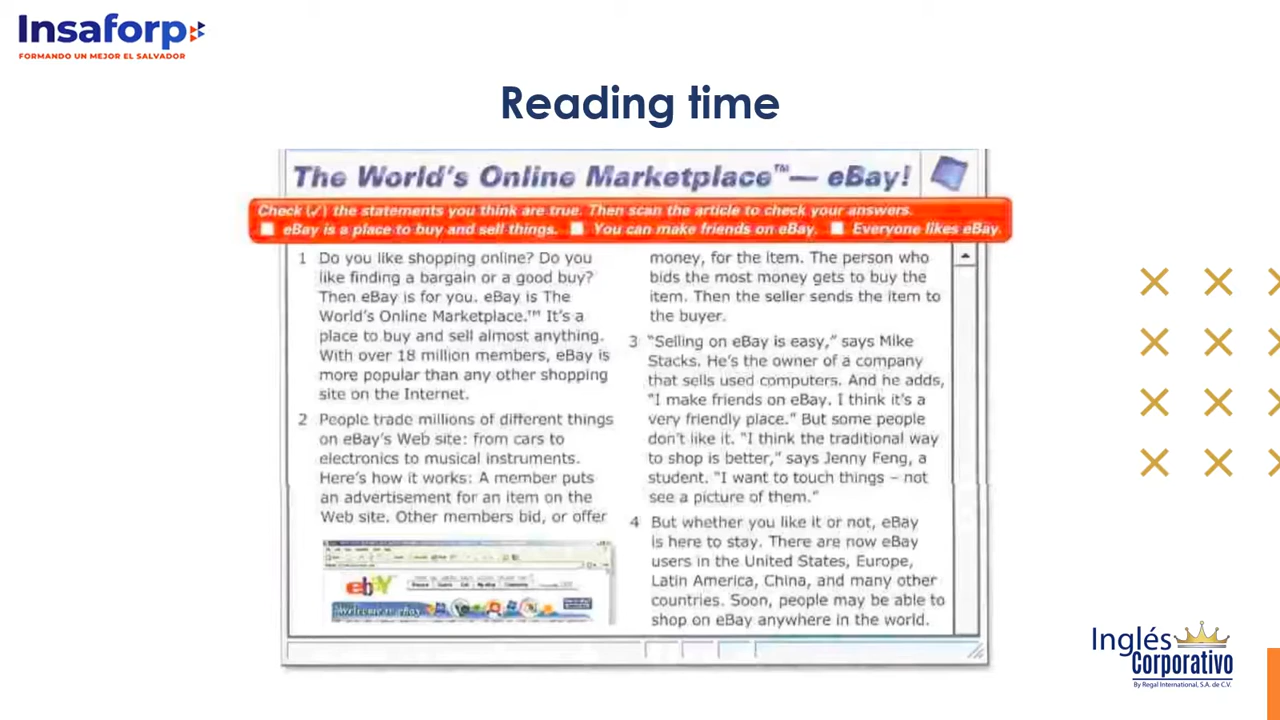 Insaforp
FORMANDO UN MEJOR EL SALVADOR
Reading time
The World's Online Marketplace™— eBay!
Check (✓) the statements you think are true. Then scan the article to check your answers.
eBay is a place to buy and sell things. You can make friends on eBay. Everyone likes eBay.
1 Do you like shopping online? Do you
like finding a bargain or a good buy?
Then eBay is for you. eBay is The
World's Online Marketplace.™ It's a
place to buy and sell almost anything.
With over 18 million members, eBay is
more popular than any other shopping
site on the Internet.
2 People trade millions of different things
on eBay's Web site: from cars to
electronics to musical instruments.
Here's how it works: A member puts
an advertisement for an item on the
Web site. Other members bid, or offer
money, for the item. The person who
bids the most money gets to buy the
item. Then the seller sends the item to
the buyer.
3 "Selling on eBay is easy," says Mike
Stacks. He's the owner of a company
that sells used computers. And he adds,
"I make friends on eBay. I think it's a
very friendly place." But some people
don't like it. "I think the traditional way
to shop is better," says Jenny Feng, a
student. "I want to touch things – not
see a picture of them."
4 But whether you like it or not, eBay
is here to stay. There are now eBay
users in the United States, Europe,
Latin America, China, and many other
countries. Soon, people may be able to
shop on eBay anywhere in the world.
ebY
Welcome to eBay
Inglés
Corporativo
By Regal International, S.A. de C.V.